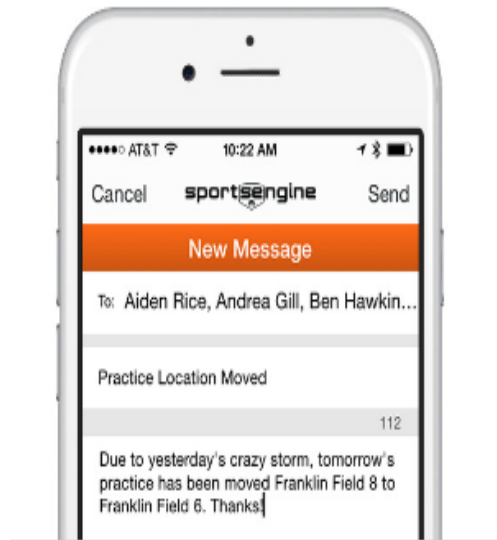 AT&T 10:22 AM
Cancel sportsengine Send
New Message
To: Aiden Rice, Andrea Gill, Ben Hawkin...
Practice Location Moved
112
Due to yesterday's crazy storm, tomorrow's
practice has been moved Franklin Field 8 to
Franklin Field 6. Thanks!